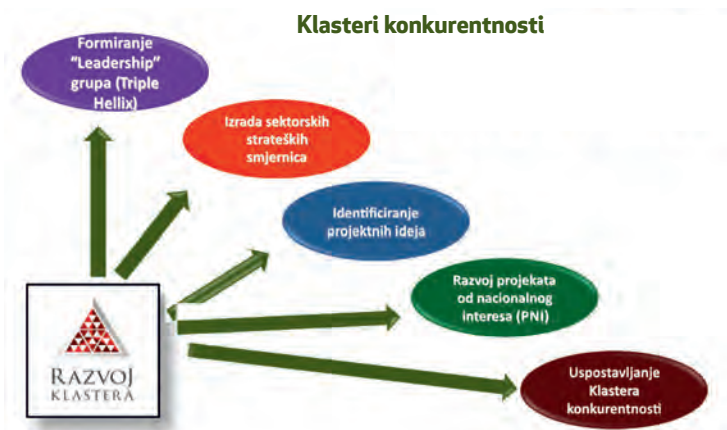 Klasteri konkurentnosti
Formiranje
"Leadership"
grupa (Triple
Hellix)
Izrada sektorskih
strateških
smjernica
Identificiranje
projektnih ideja
Razvoj projekata
od nacionalnog
interesa (PNI)
Uspostavljanje
Klastera
konkurentnosti
RAZVOJ
KLASTERA